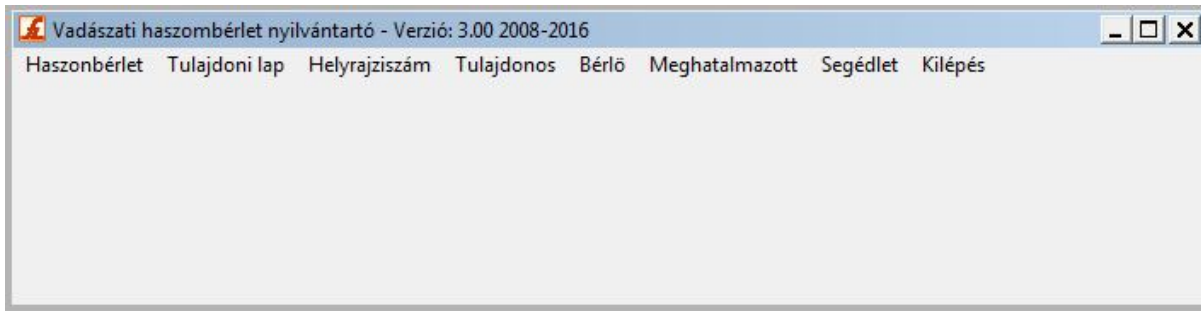 Vadászati haszombérlet nyilvántartó - Verzió: 3.00 2008-2016
Haszonbérlet Tulajdoni lap Helyrajziszám Tulajdonos Bérlö Meghatalmazott Segédlet Kilépés